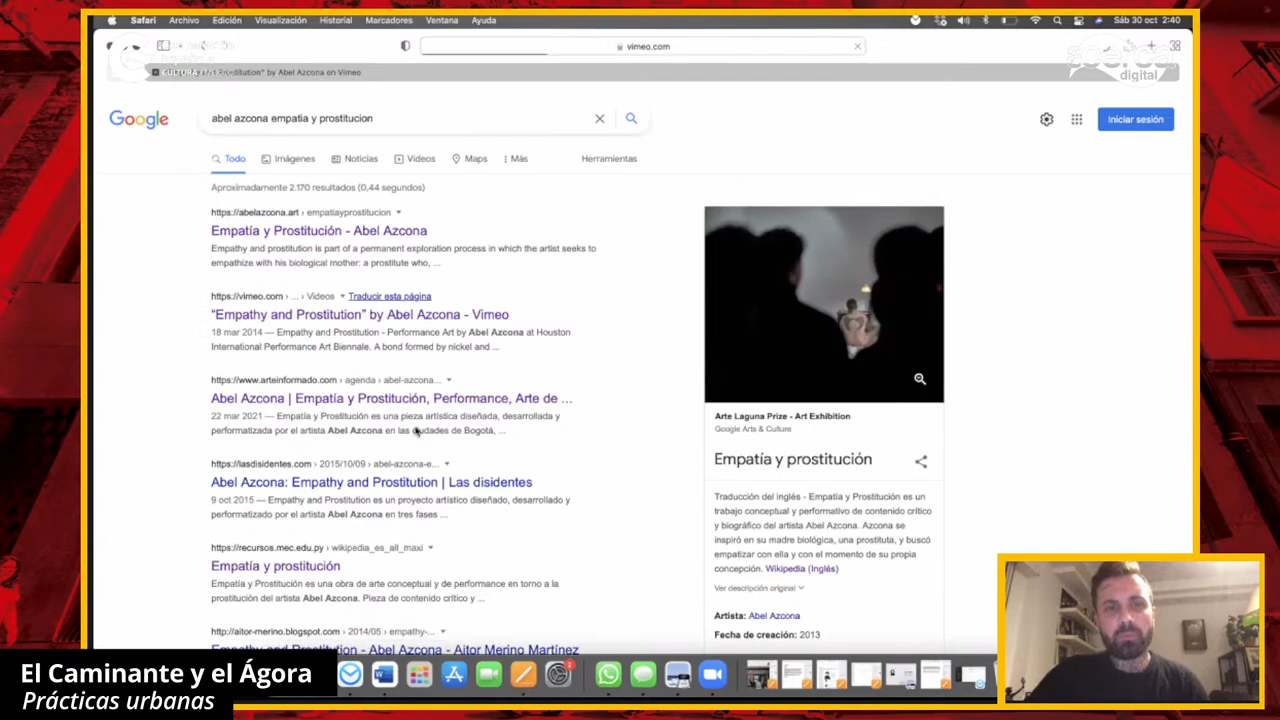 Safari Archivo Edición Visualización Historial Marcadores Ventana Ayuda
Sáb 30 oct 2:40
vimeo.com
Prostitution" by Abel Azcona on Vimeo
digital
Google
abel azcona empatia y prostitucion
Iniciar sesión
Todo Imágenes Noticias Vídeos Maps Más Herramientas
Aproximadamente 2.170 resultados (0,44 segundos)
https://abelazcona.art › empatiayprostitucion
Empatía y Prostitución - Abel Azcona
Empathy and prostitution is part of a permanent exploration process in which the artist seeks to
empathize with his biological mother: a prostitute who, ...
https://vimeo.com › ... › Videos Traducir esta página
“Empathy and Prostitution” by Abel Azcona - Vimeo
18 mar 2014 — Empathy and Prostitution - Performance Art by Abel Azcona at Houston
International Performance Art Biennale. A bond formed by nickel and ...
https://www.arteinformado.com › agenda › abel-azcona...
Abel Azcona | Empatía y Prostitución, Performance, Arte de ...
22 mar 2021 — Empatía y Prostitución es una pieza artística diseñada, desarrollada y
performatizada por el artista Abel Azcona en las ciudades de Bogotá, ...
https://lasdisidentes.com › 2015/10/09 › abel-azcona-e...
Abel Azcona: Empathy and Prostitution | Las disidentes
9 oct 2015 — Empathy and Prostitution es un proyecto artístico diseñado, desarrollado y
performatizado por el artista Abel Azcona en tres fases ...
https://recursos.mec.edu.py › wikipedia_es_all_maxi
Empatía y prostitución
Empatía y Prostitución es una obra de arte conceptual y de performance en torno a la
prostitución del artista Abel Azcona. Pieza de contenido crítico y ...
http://aitor-merino.blogspot.com › 2014/05 › empathy-...
Empathy and Prostitution - Abel Azcona - Aitor Merino Martínez
Arte Laguna Prize - Art Exhibition
Google Arts & Culture
Empatía y prostitución
Traducción del inglés - Empatía y Prostitución es un
trabajo conceptual y performativo de contenido crítico
y biográfico del artista Abel Azcona. Azcona se
inspiró en su madre biológica, una prostituta, y buscó
empatizar con ella y con el momento de su propia
concepción. Wikipedia (Inglés)
Ver descripción original
Artista: Abel Azcona
Fecha de creación: 2013
El Caminante y el Ágora
Prácticas urbanas